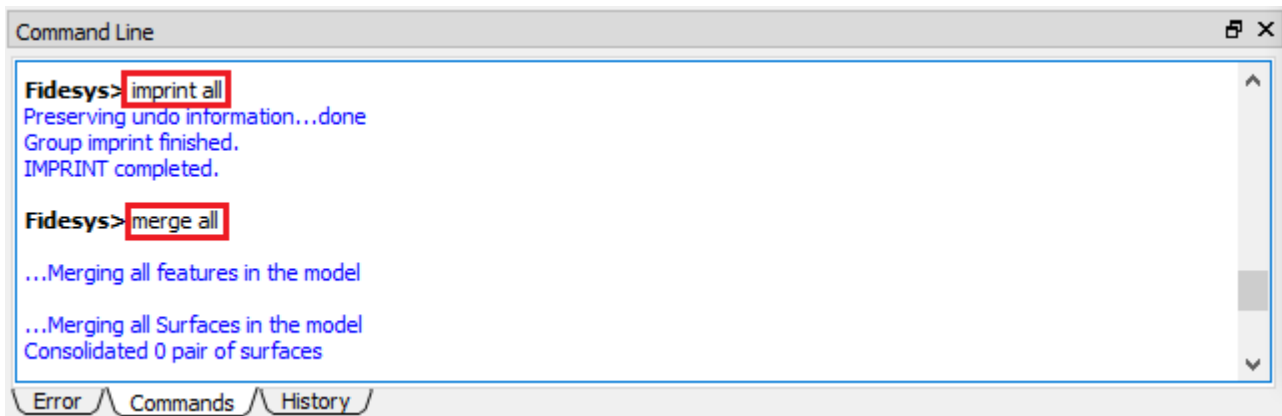 Command Line
Fidesys> imprint all
Preserving undo information...done
Group imprint finished.
IMPRINT completed.
Fidesys> merge all
...Merging all features in the model
...Merging all Surfaces in the model
Consolidated 0 pair of surfaces
Error Commands History